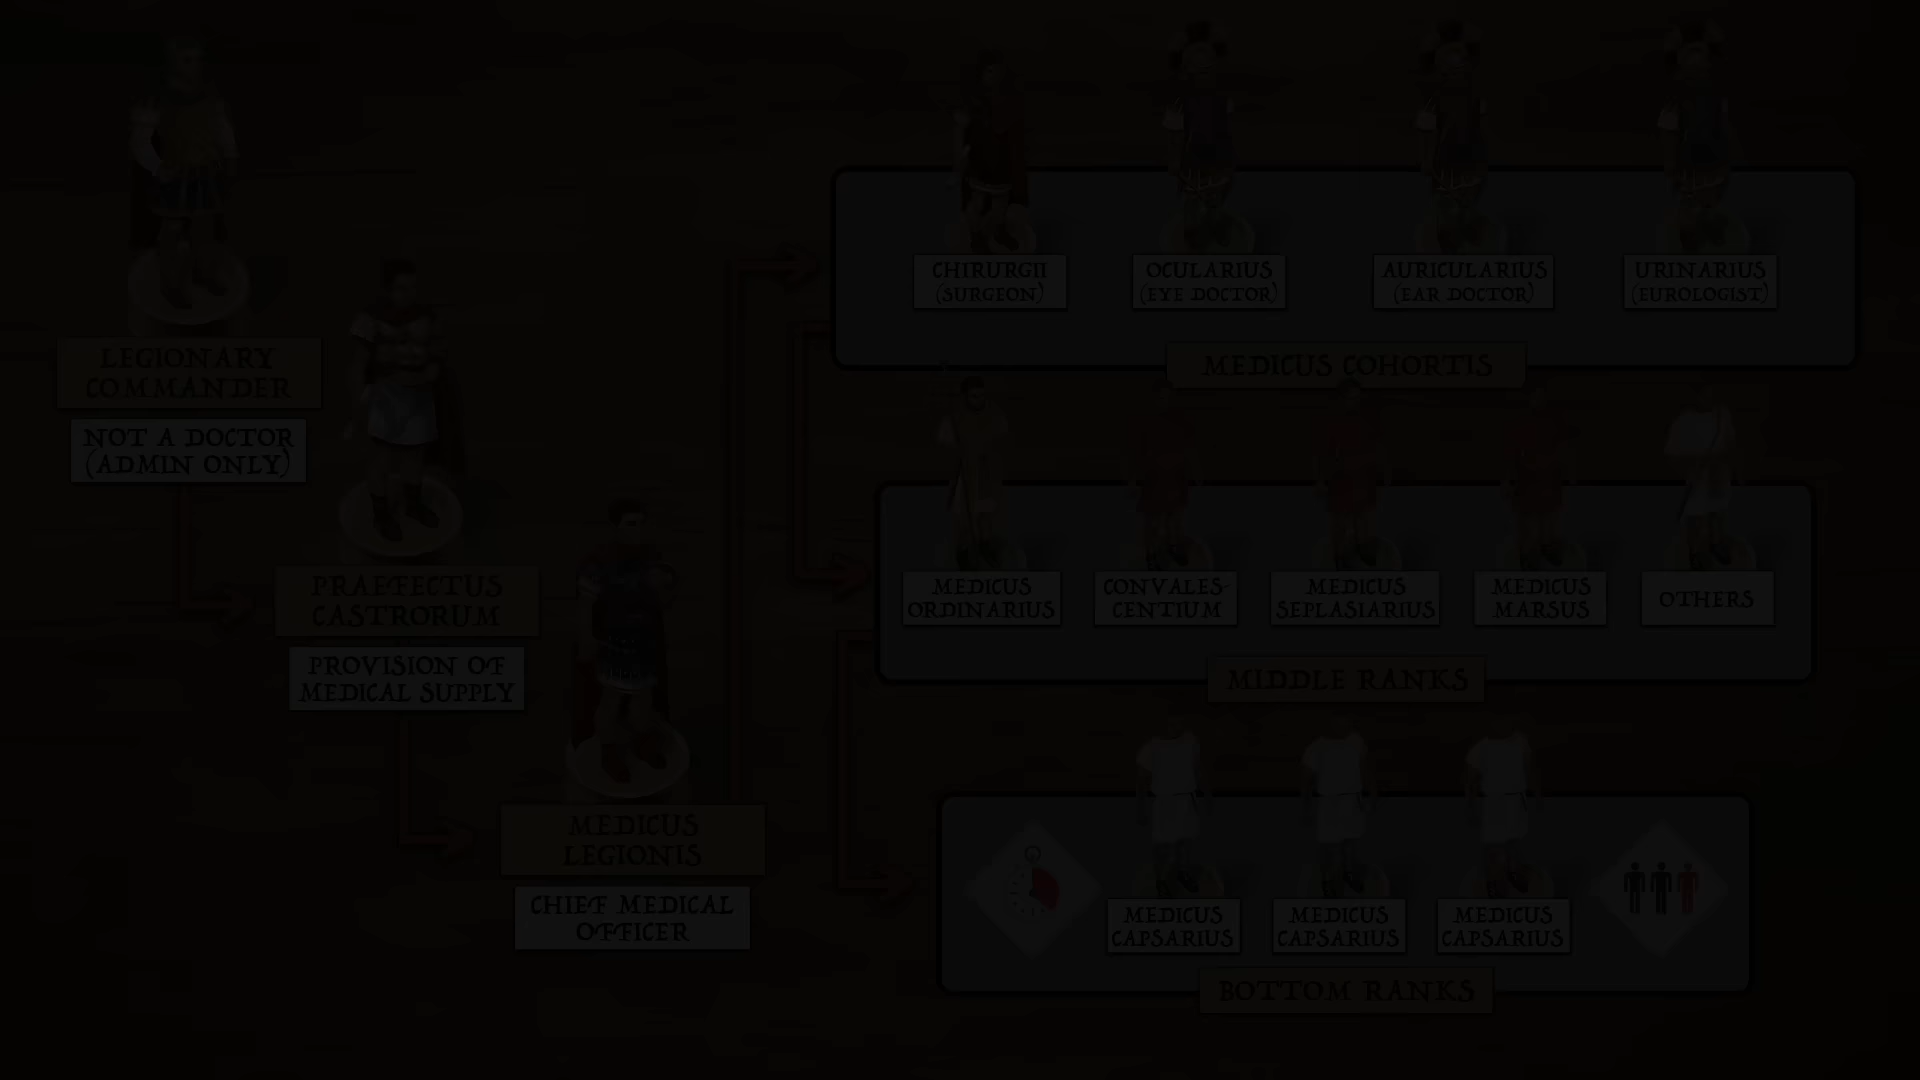 LEGIONARY
COMMANDER
NOT A DOCTOR
(ADMIN ONLY)
PRAEFECTUS
CASTRORUM
PROVISION OF
MEDICAL SUPPLY
MEDICUS
LEGIONIS
CHIEF MEDICAL
OFFICER
CHIRURGII
(SURGEON)
OCULARIUS
(EYE DOCTOR)
AURICULARIUS
(EAR DOCTOR)
URINARIUS
(EUROLOGIST)
MEDICUS COHORTIS
MEDICUS
ORDINARIUS
CONVALES-
CENTIUM
MEDICUS
SEPLASIARIUS
MEDICUS
MARSUS
OTHERS
MIDDLE RANKS
MEDICUS
CAPSARIUS
MEDICUS
CAPSARIUS
MEDICUS
CAPSARIUS
BOTTOM RANKS